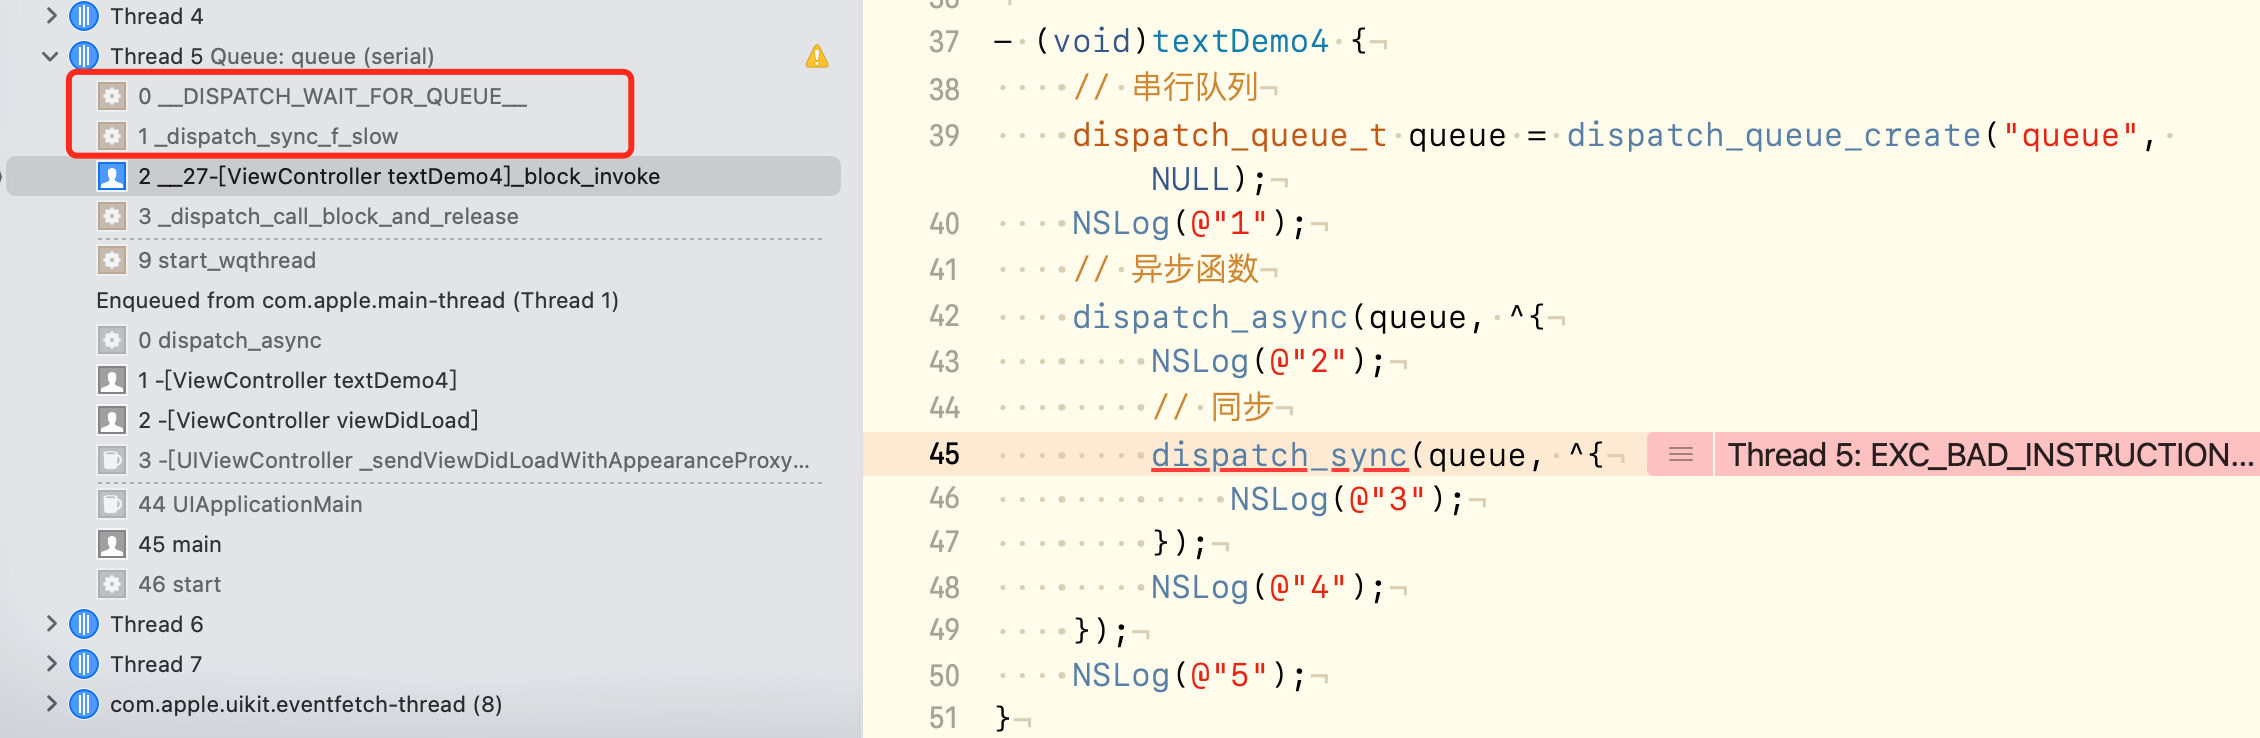 Thread 4
Thread 5 Queue: queue (serial)
0 __DISPATCH_WAIT_FOR_QUEUE__
1 _dispatch_sync_f_slow
2 __27-[ViewController textDemo4]_block_invoke
3 _dispatch_call_block_and_release
9 start_wqthread
Enqueued from com.apple.main-thread (Thread 1)
0 dispatch_async
1 -[ViewController textDemo4]
2 -[ViewController viewDidLoad]
3 -[UIViewController _sendViewDidLoadWithAppearanceProxy...
44 UIApplicationMain
45 main
46 start
Thread 6
Thread 7
com.apple.uikit.eventfetch-thread (8)
36
37 - (void)textDemo4 {
38 // 串行队列
39 dispatch_queue_t queue = dispatch_queue_create("queue",
NULL);
40 NSLog(@"1");
41 // 异步函数
42 dispatch_async(queue, ^{
43 NSLog(@"2");
44 // 同步
45 dispatch_sync(queue, ^{ Thread 5: EXC_BAD_INSTRUCTION...
46 NSLog(@"3");
47 });
48 NSLog(@"4");
49 });
50 NSLog(@"5");
51 }